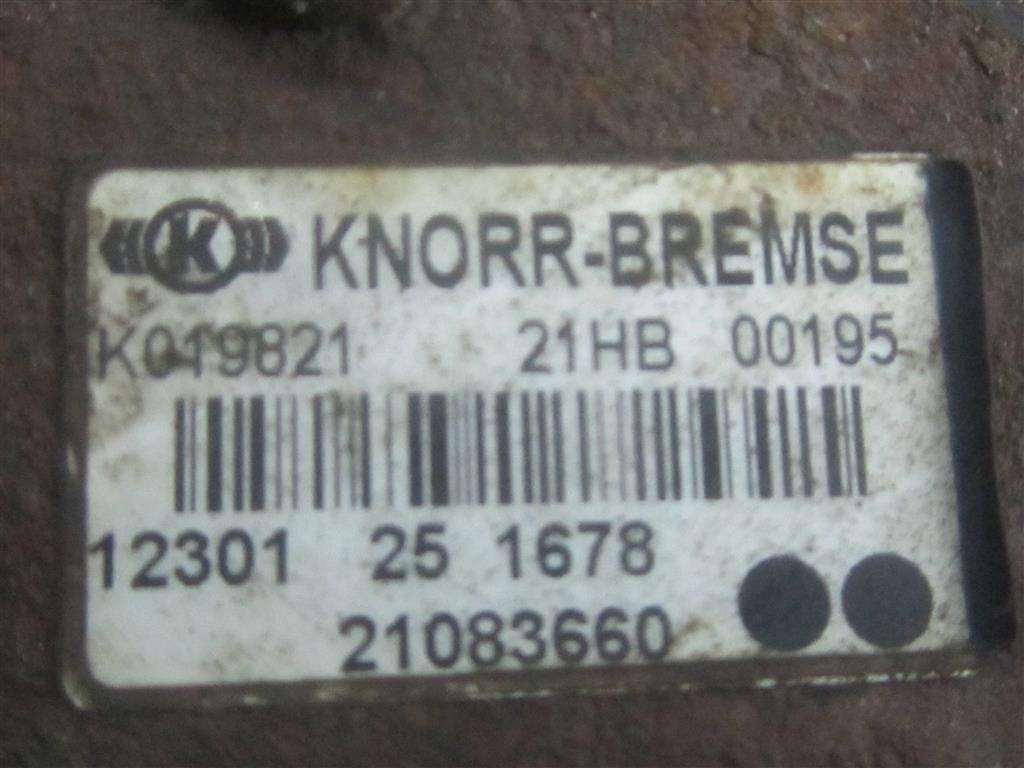 K KNORR-BREMSE
K019821 21HB 00195
12301 25 1678
21083660